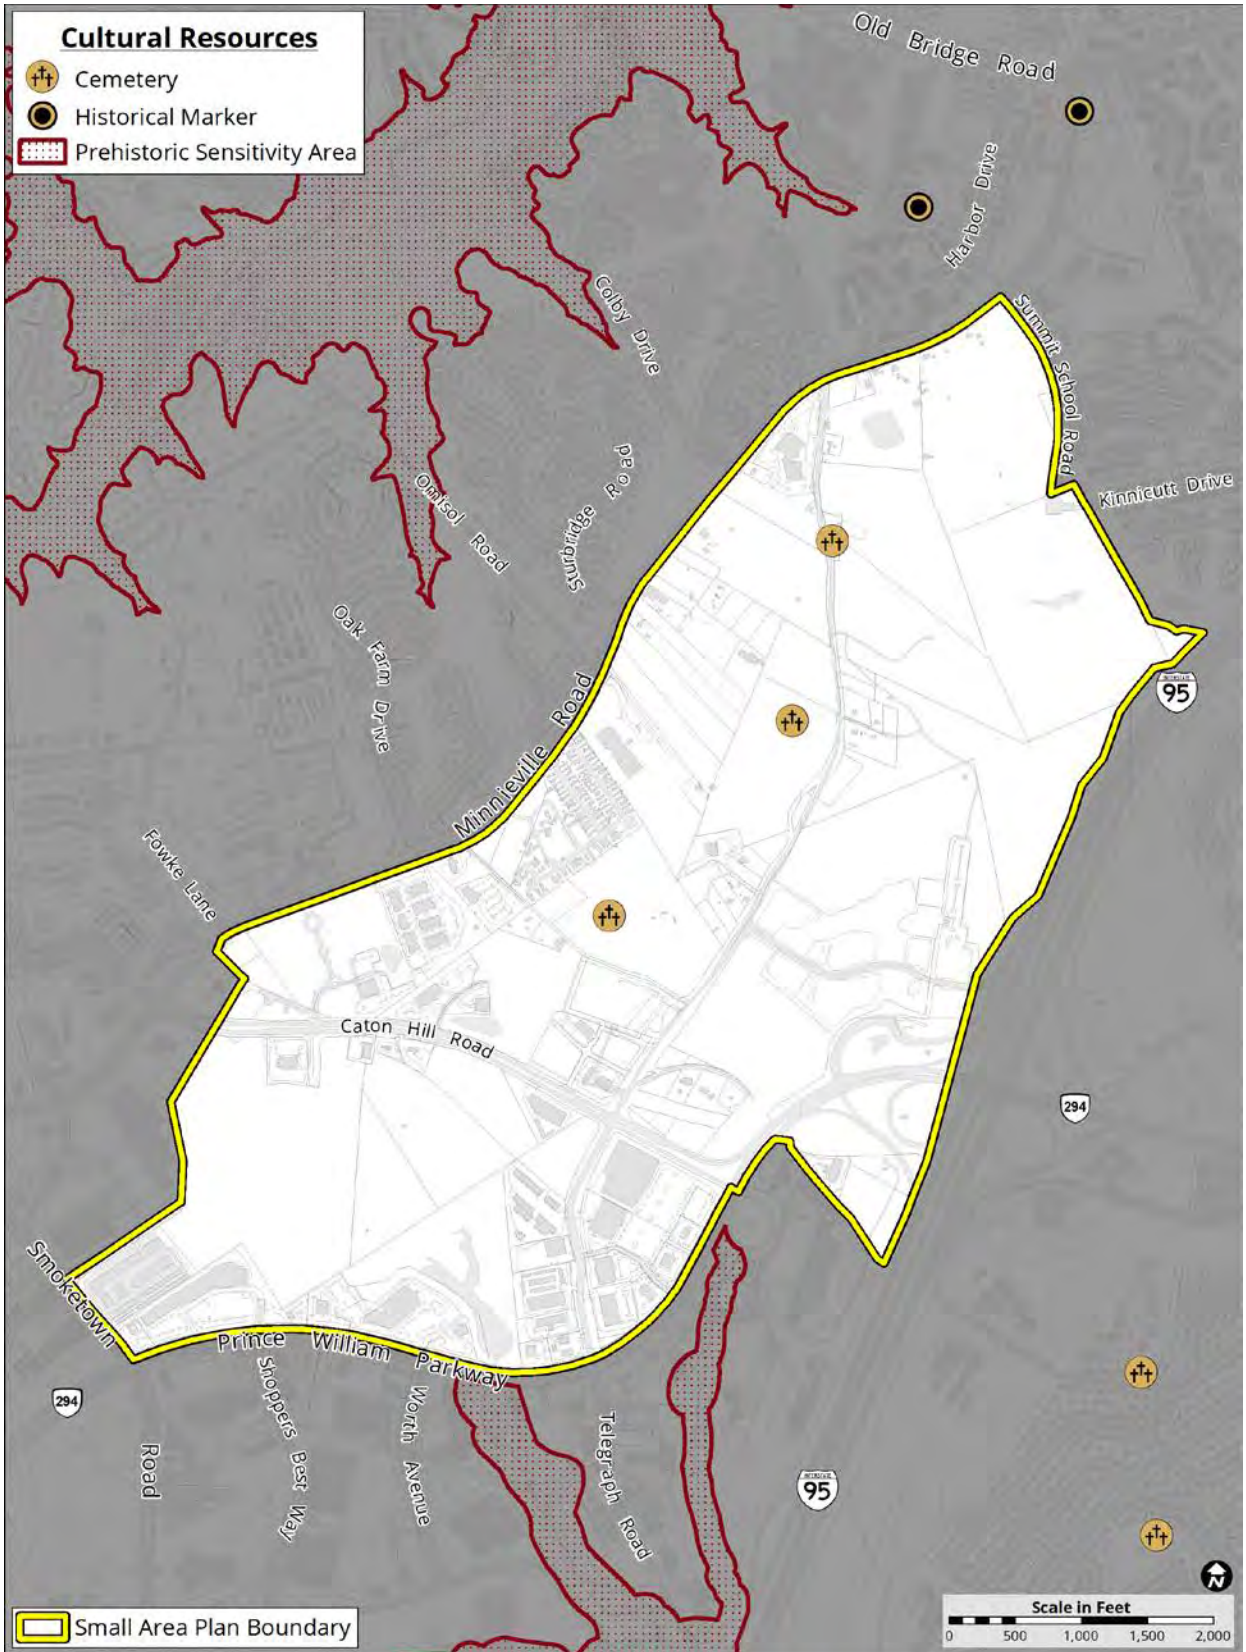 Cultural Resources
Cemetery
Historical Marker
Prehistoric Sensitivity Area
Old Bridge Road
Harbor Drive
Colby Drive
Summit School Road
Sturbridge Road
Omisol Road
Kinnicutt Drive
Oak Farm Drive
INTERSTATE
95
Minnieville Road
Fowke Lane
Caton Hill Road
294
Smoketown
Road
Prince William Parkway
294
Shoppers Best Way
Worth Avenue
Telegraph Road
INTERSTATE
95
N
Small Area Plan Boundary
Scale in Feet
0 500 1,000 1,500 2,000